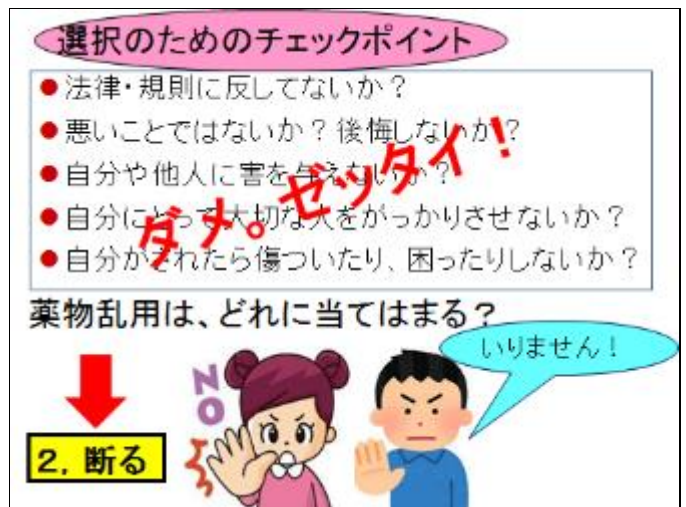 選択のためのチェックポイント
●法律・規則に反してないか？
●悪いことではないか？後悔しないか？
●自分や他人に害を与えないか？
●自分にとって大切な人をがっかりさせないか？
●自分がされたら傷ついたり、困ったりしないか？
ダメ。ゼッタイ！
薬物乱用は、どれに当てはまる？
いりません！
NO
2．断る